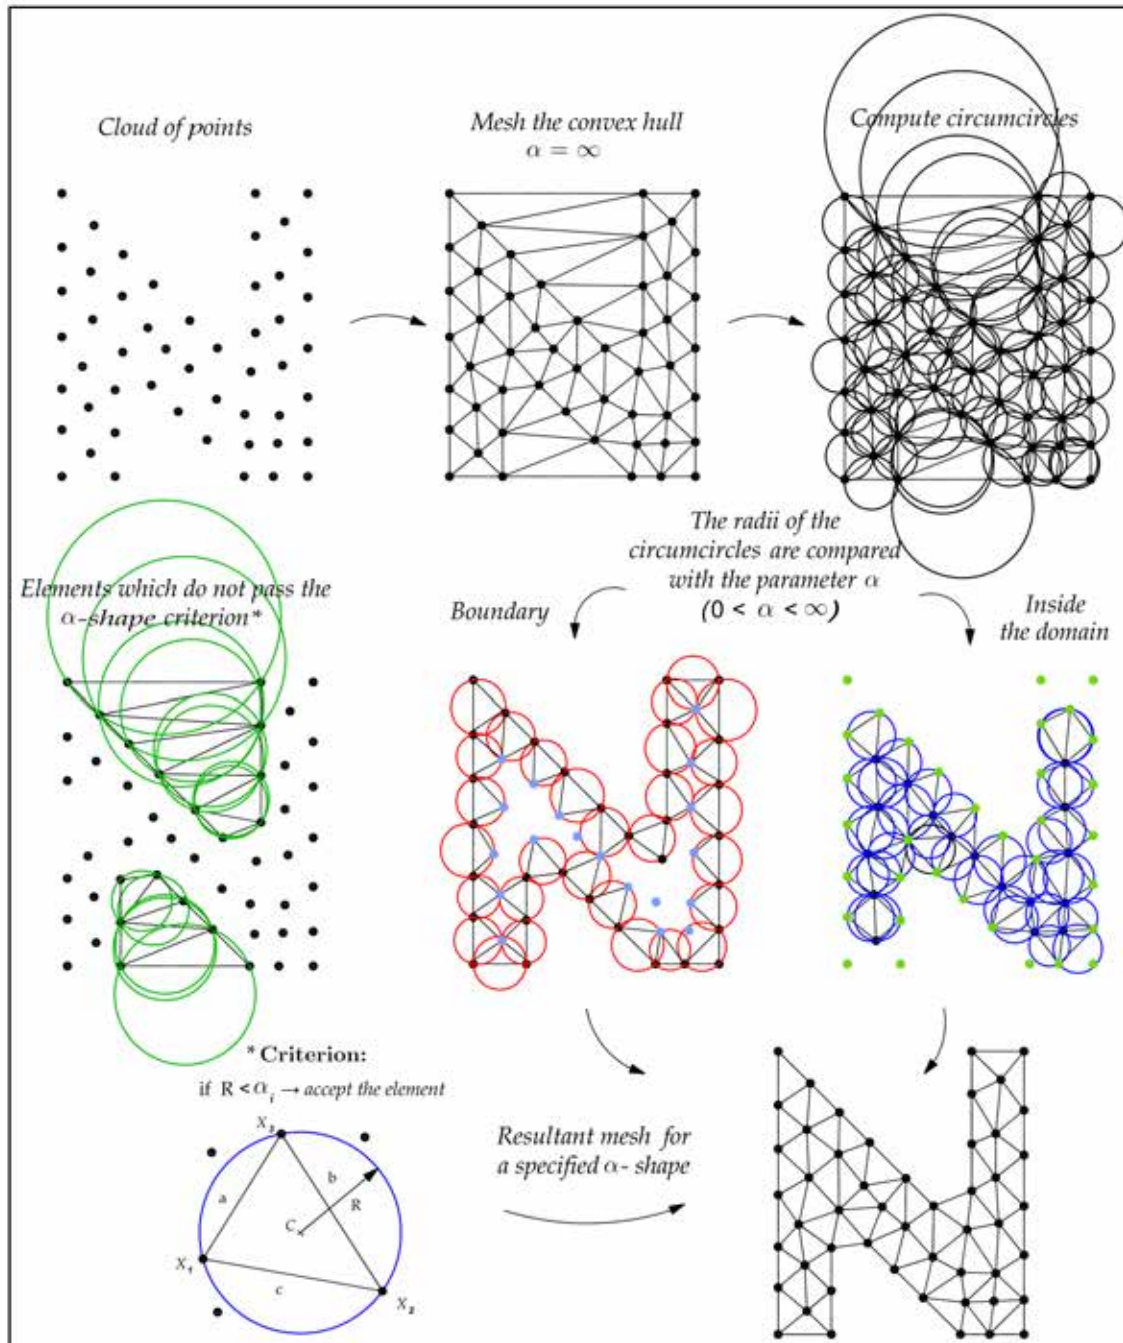 Cloud of points
Mesh the convex hull
α = ∞
Compute circumcircles
The radii of the
circumcircles are compared
with the parameter α
(0 < α < ∞)
Elements which do not pass the
α-shape criterion*
Boundary
Inside
the domain
* Criterion:
if R < αᵢ → accept the element
X₃
a
b
R
C
X₁
c
X₂
Resultant mesh for
a specified α- shape